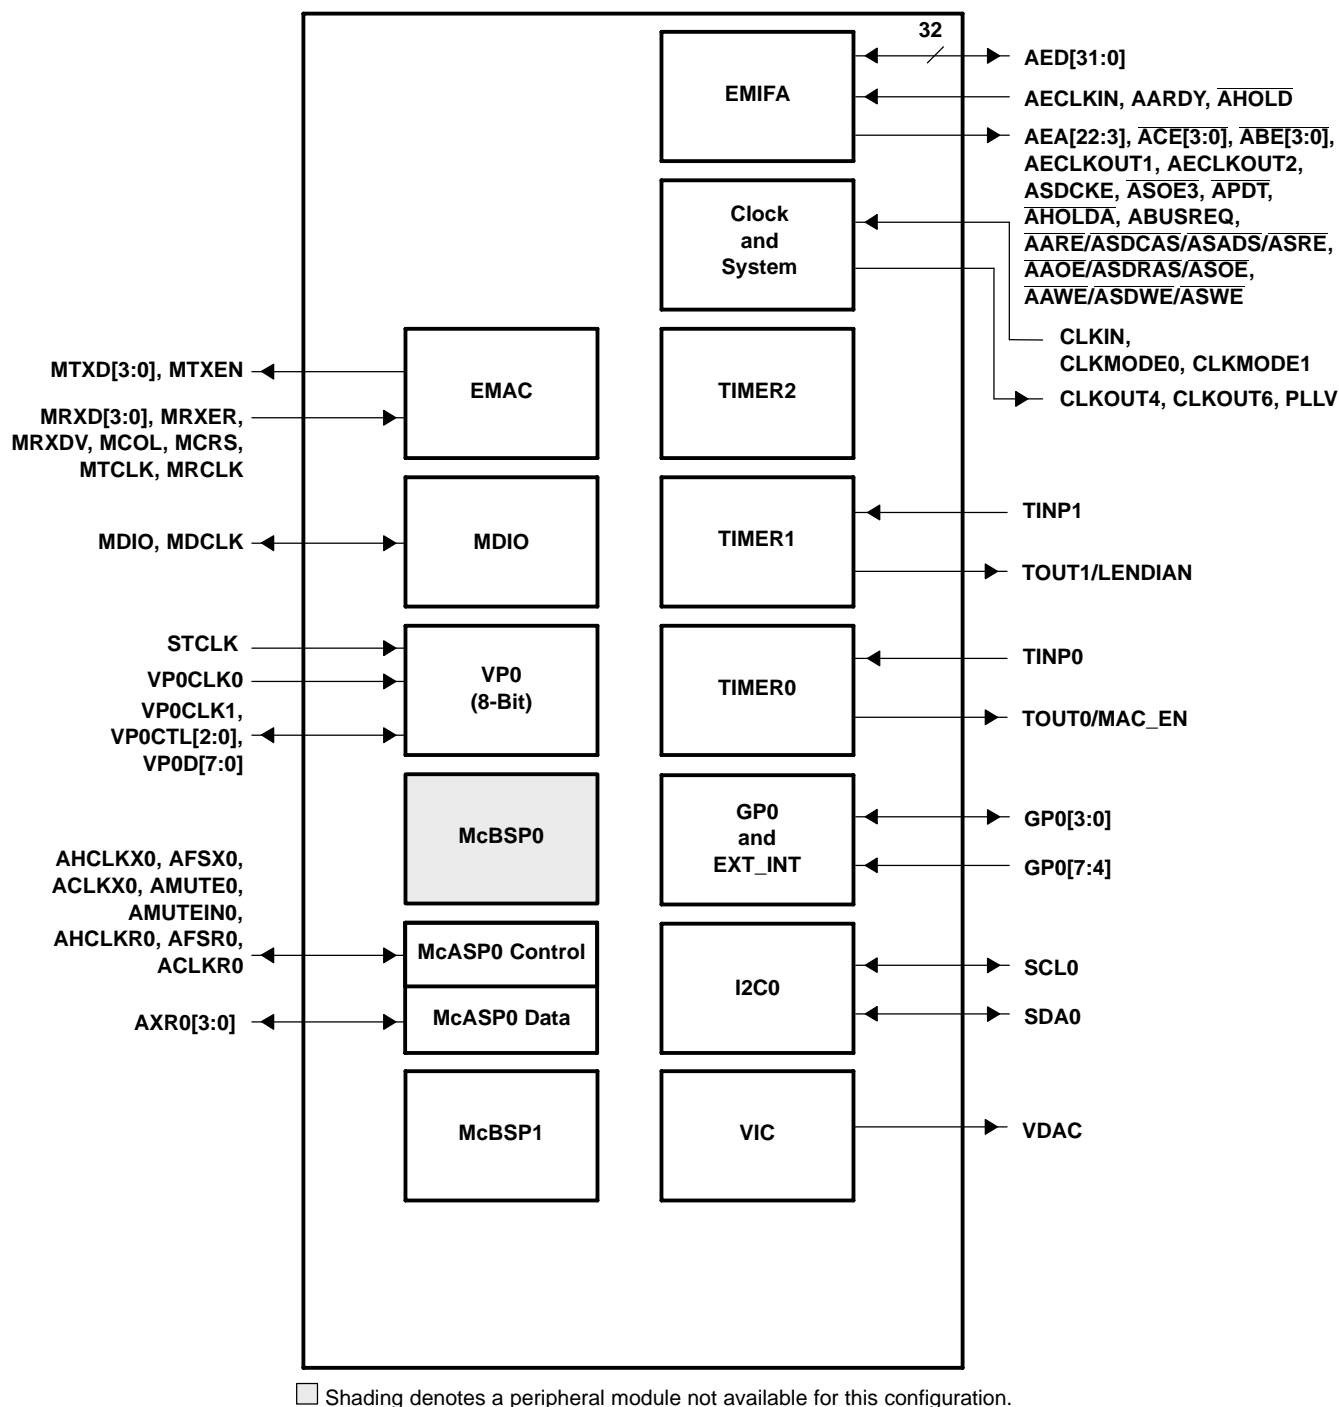 32
EMIFA
AED[31:0]
AECLKIN, AARDY, AHOLD
AEA[22:3], ACE[3:0], ABE[3:0],
AECLKOUT1, AECLKOUT2,
ASDCKE, ASOE3, APDT,
AHOLDA, ABUSREQ,
AARE/ASDCAS/ASADS/ASRE,
AAOE/ASDRAS/ASOE,
AAWE/ASDWE/ASWE
Clock
and
System
CLKIN,
CLKMODE0, CLKMODE1
CLKOUT4, CLKOUT6, PLLV
MTXD[3:0], MTXEN
MRXD[3:0], MRXER,
MRXDV, MCOL, MCRS,
MTCLK, MRCLK
EMAC
TIMER2
MDIO, MDCLK
MDIO
TIMER1
TINP1
TOUT1/LENDIAN
STCLK
VP0CLK0
VP0CLK1,
VP0CTL[2:0],
VP0D[7:0]
VP0
(8-Bit)
TIMER0
TINP0
TOUT0/MAC_EN
McBSP0
GP0
and
EXT_INT
GP0[3:0]
GP0[7:4]
AHCLKX0, AFSX0,
ACLKX0, AMUTE0,
AMUTEIN0,
AHCLKR0, AFSR0,
ACLKR0
McASP0 Control
AXR0[3:0]
McASP0 Data
I2C0
SCL0
SDA0
McBSP1
VIC
VDAC
Shading denotes a peripheral module not available for this configuration.